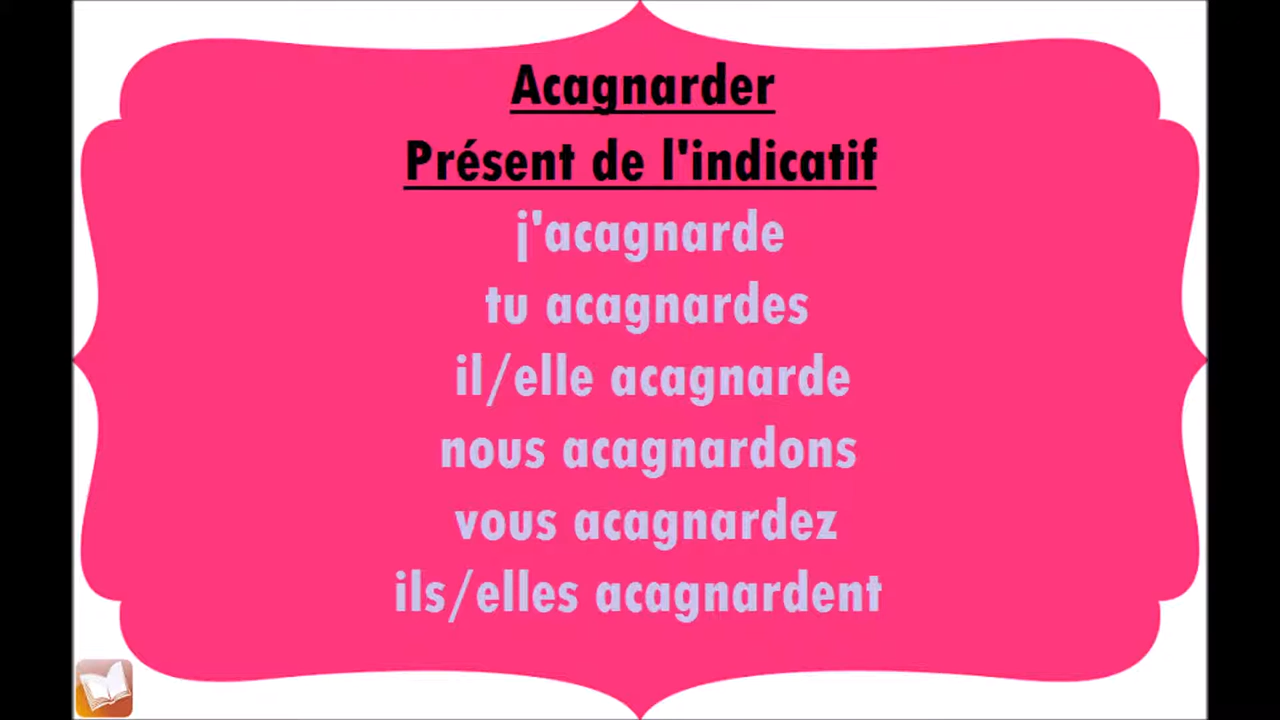 Acagnarder
Présent de l'indicatif
j'acagnarde
tu acagnardes
il/elle acagnarde
nous acagnardons
vous acagnardez
ils/elles acagnardent